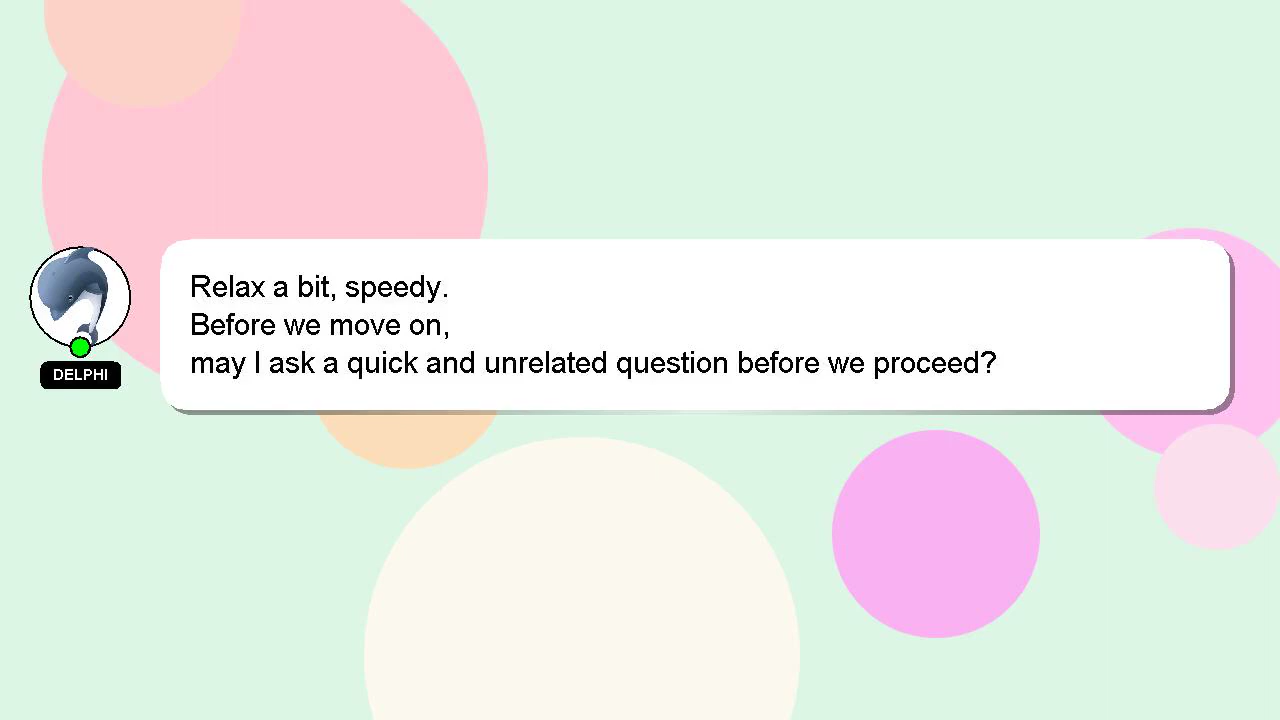 Relax a bit, speedy.
Before we move on,
may I ask a quick and unrelated question before we proceed?
DELPHI